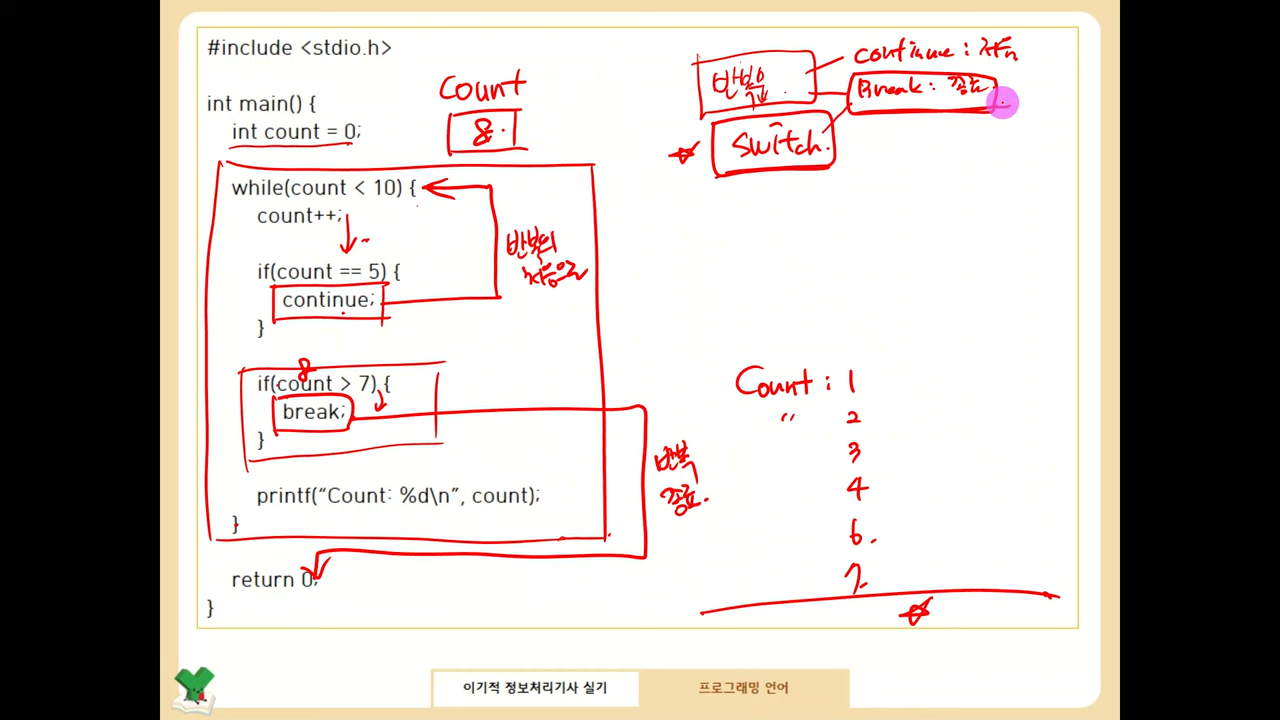 #include <stdio.h>
int main() {
int count = 0;
while(count < 10) {
count++;
if(count == 5) {
continue;
}
if(count > 7) {
break;
}
printf("Count: %d\n", count);
}
return 0;
}
Count
8
반복의
처음으로
8
반복
종료.
반복문
continue : 처음
Break : 종료.
Switch.
Count : 1
" 2
3
4
6.
7
이기적 정보처리기사 실기
프로그래밍 언어